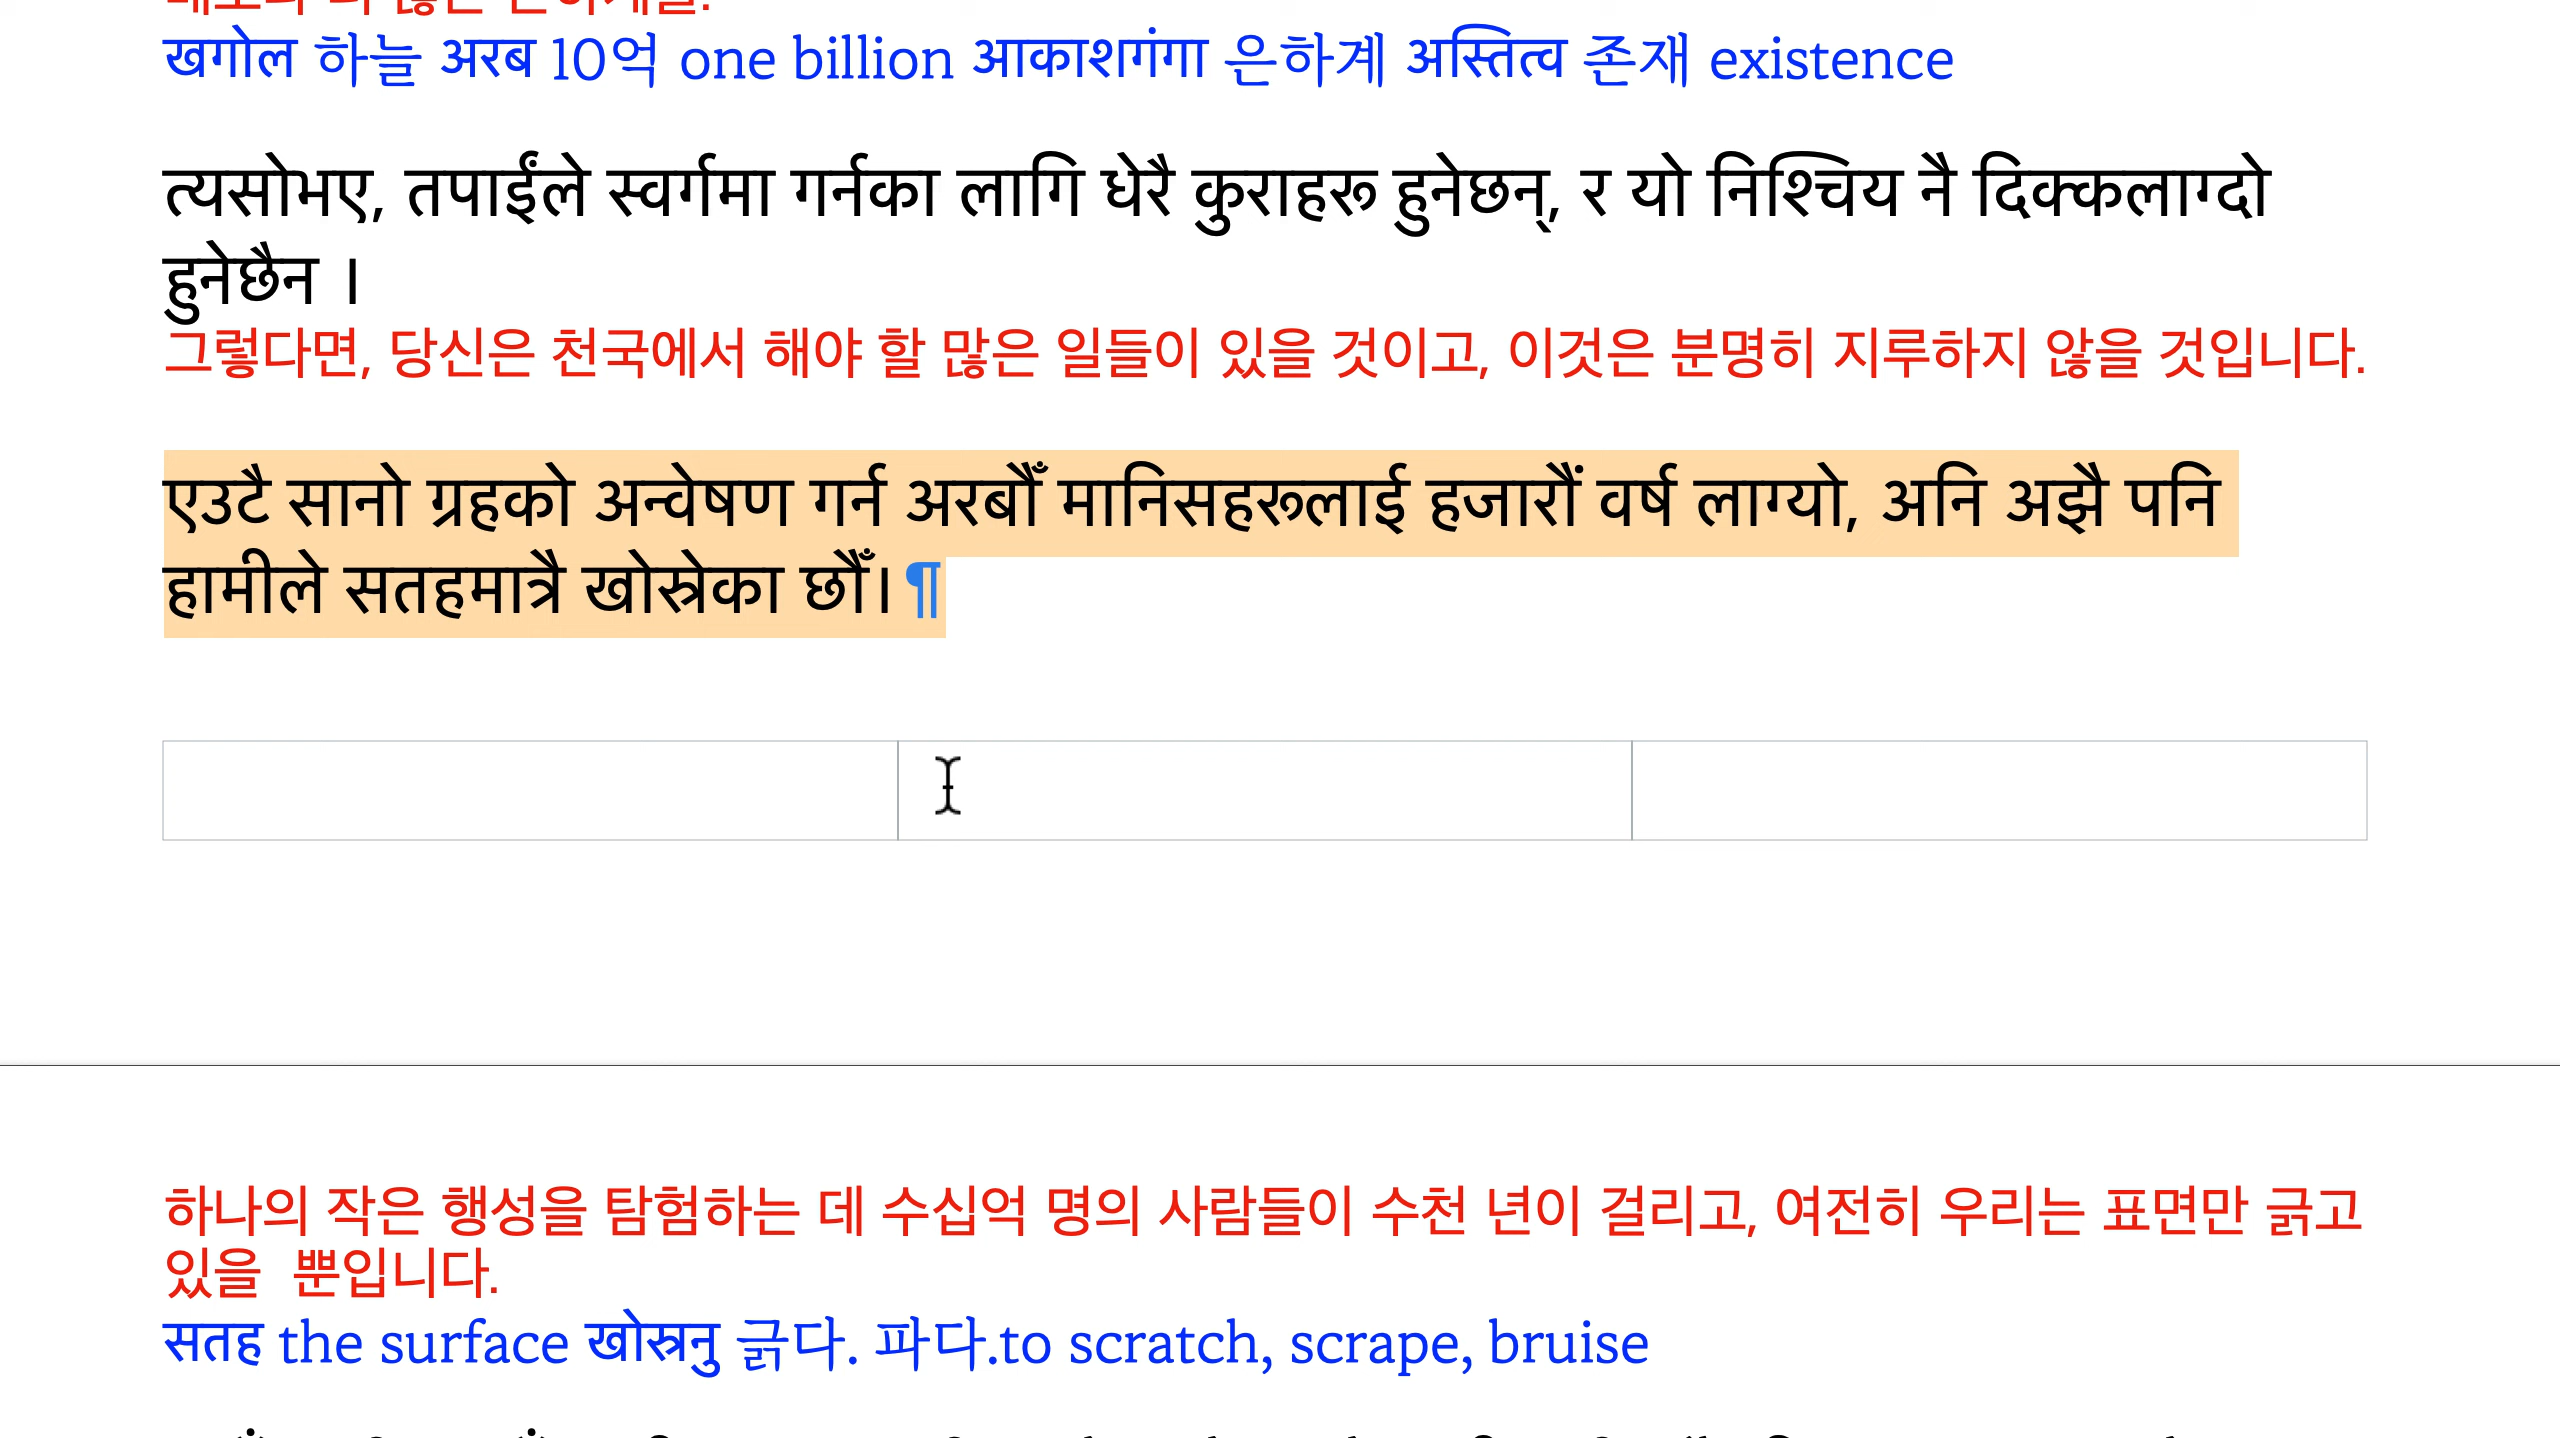 खगोल 하늘 अरब 10억 one billion आकाशगंगा 은하계 अस्तित्व 존재 existence
त्यसोभए, तपाईंले स्वर्गमा गर्नका लागि धेरै कुराहरू हुनेछन्, र यो निश्चिय नै दिक्कलाग्दो
हुनेछैन ।
그렇다면, 당신은 천국에서 해야 할 많은 일들이 있을 것이고, 이것은 분명히 지루하지 않을 것입니다.
एउटै सानो ग्रहको अन्वेषण गर्न अरबौँ मानिसहरूलाई हजारौं वर्ष लाग्यो, अनि अझै पनि
हामीले सतहमात्रै खोस्रेका छौँ। ¶
하나의 작은 행성을 탐험하는 데 수십억 명의 사람들이 수천 년이 걸리고, 여전히 우리는 표면만 긁고
있을 뿐입니다.
सतह the surface खोस्रनु 긁다. 파다.to scratch, scrape, bruise